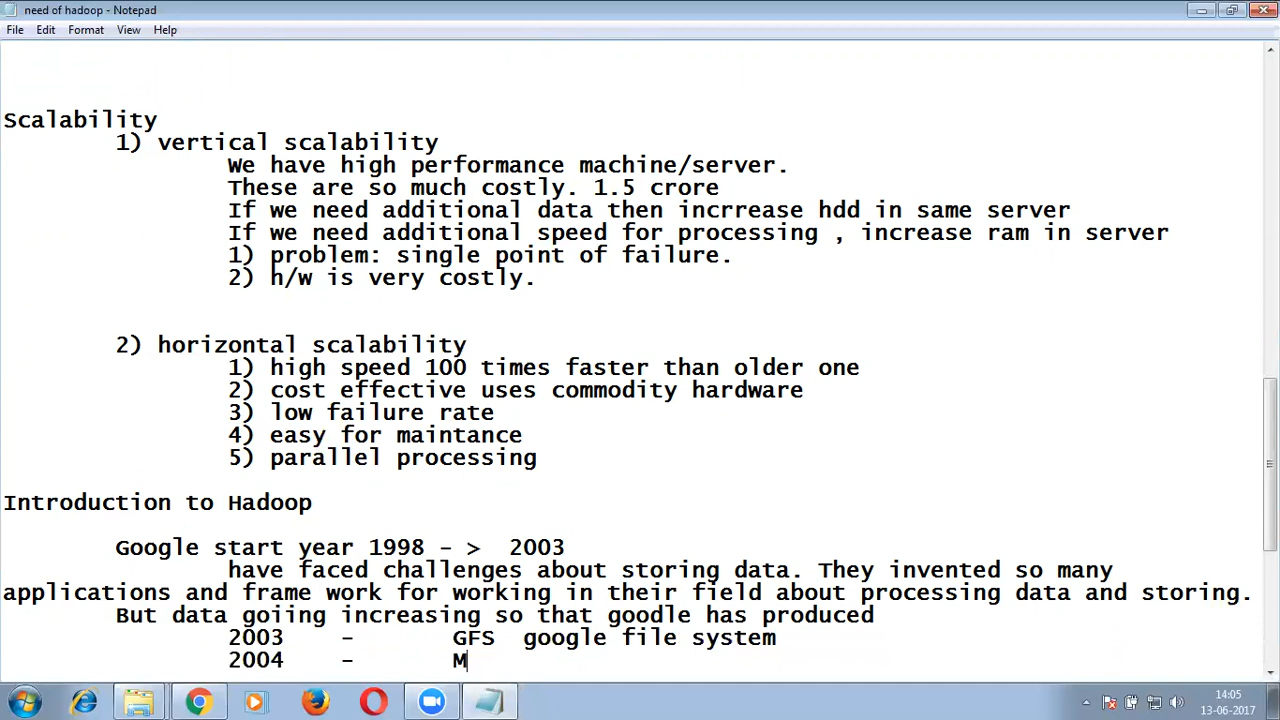 need of hadoop - Notepad
File Edit Format View Help
Scalability
1) vertical scalability
We have high performance machine/server.
These are so much costly. 1.5 crore
If we need additional data then incrrease hdd in same server
If we need additional speed for processing , increase ram in server
1) problem: single point of failure.
2) h/w is very costly.
2) horizontal scalability
1) high speed 100 times faster than older one
2) cost effective uses commodity hardware
3) low failure rate
4) easy for maintance
5) parallel processing
Introduction to Hadoop
Google start year 1998 - > 2003
have faced challenges about storing data. They invented so many
applications and frame work for working in their field about processing data and storing.
But data goiing increasing so that goodle has produced
2003 - GFS google file system
2004 - M
14:05
13-06-2017